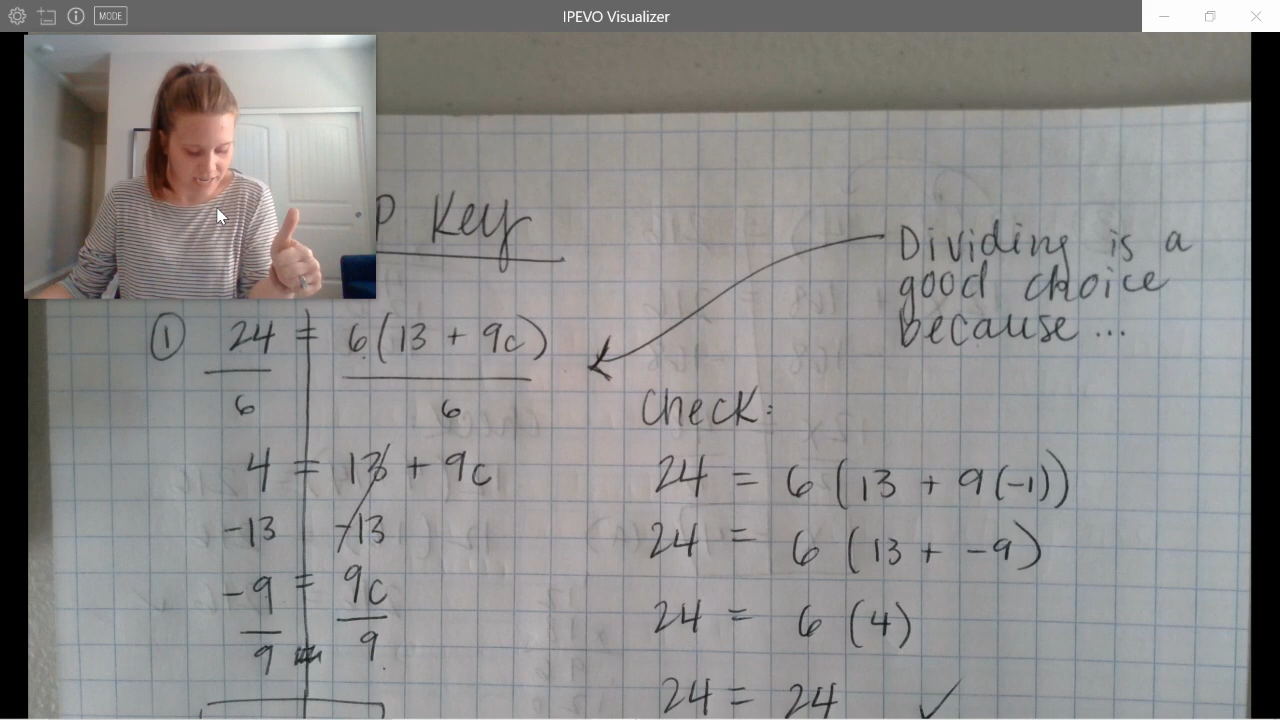 MODE
IPEVO Visualizer
P Key
Dividing is a
good choice
because ...
① 24 = 6(13 + 9c)
6 6
4 = 13 + 9c
-13 -13
-9 = 9c
9 9
Check:
24 = 6 (13 + 9(-1))
24 = 6 (13 + -9)
24 = 6 (4)
24 = 24 ✓